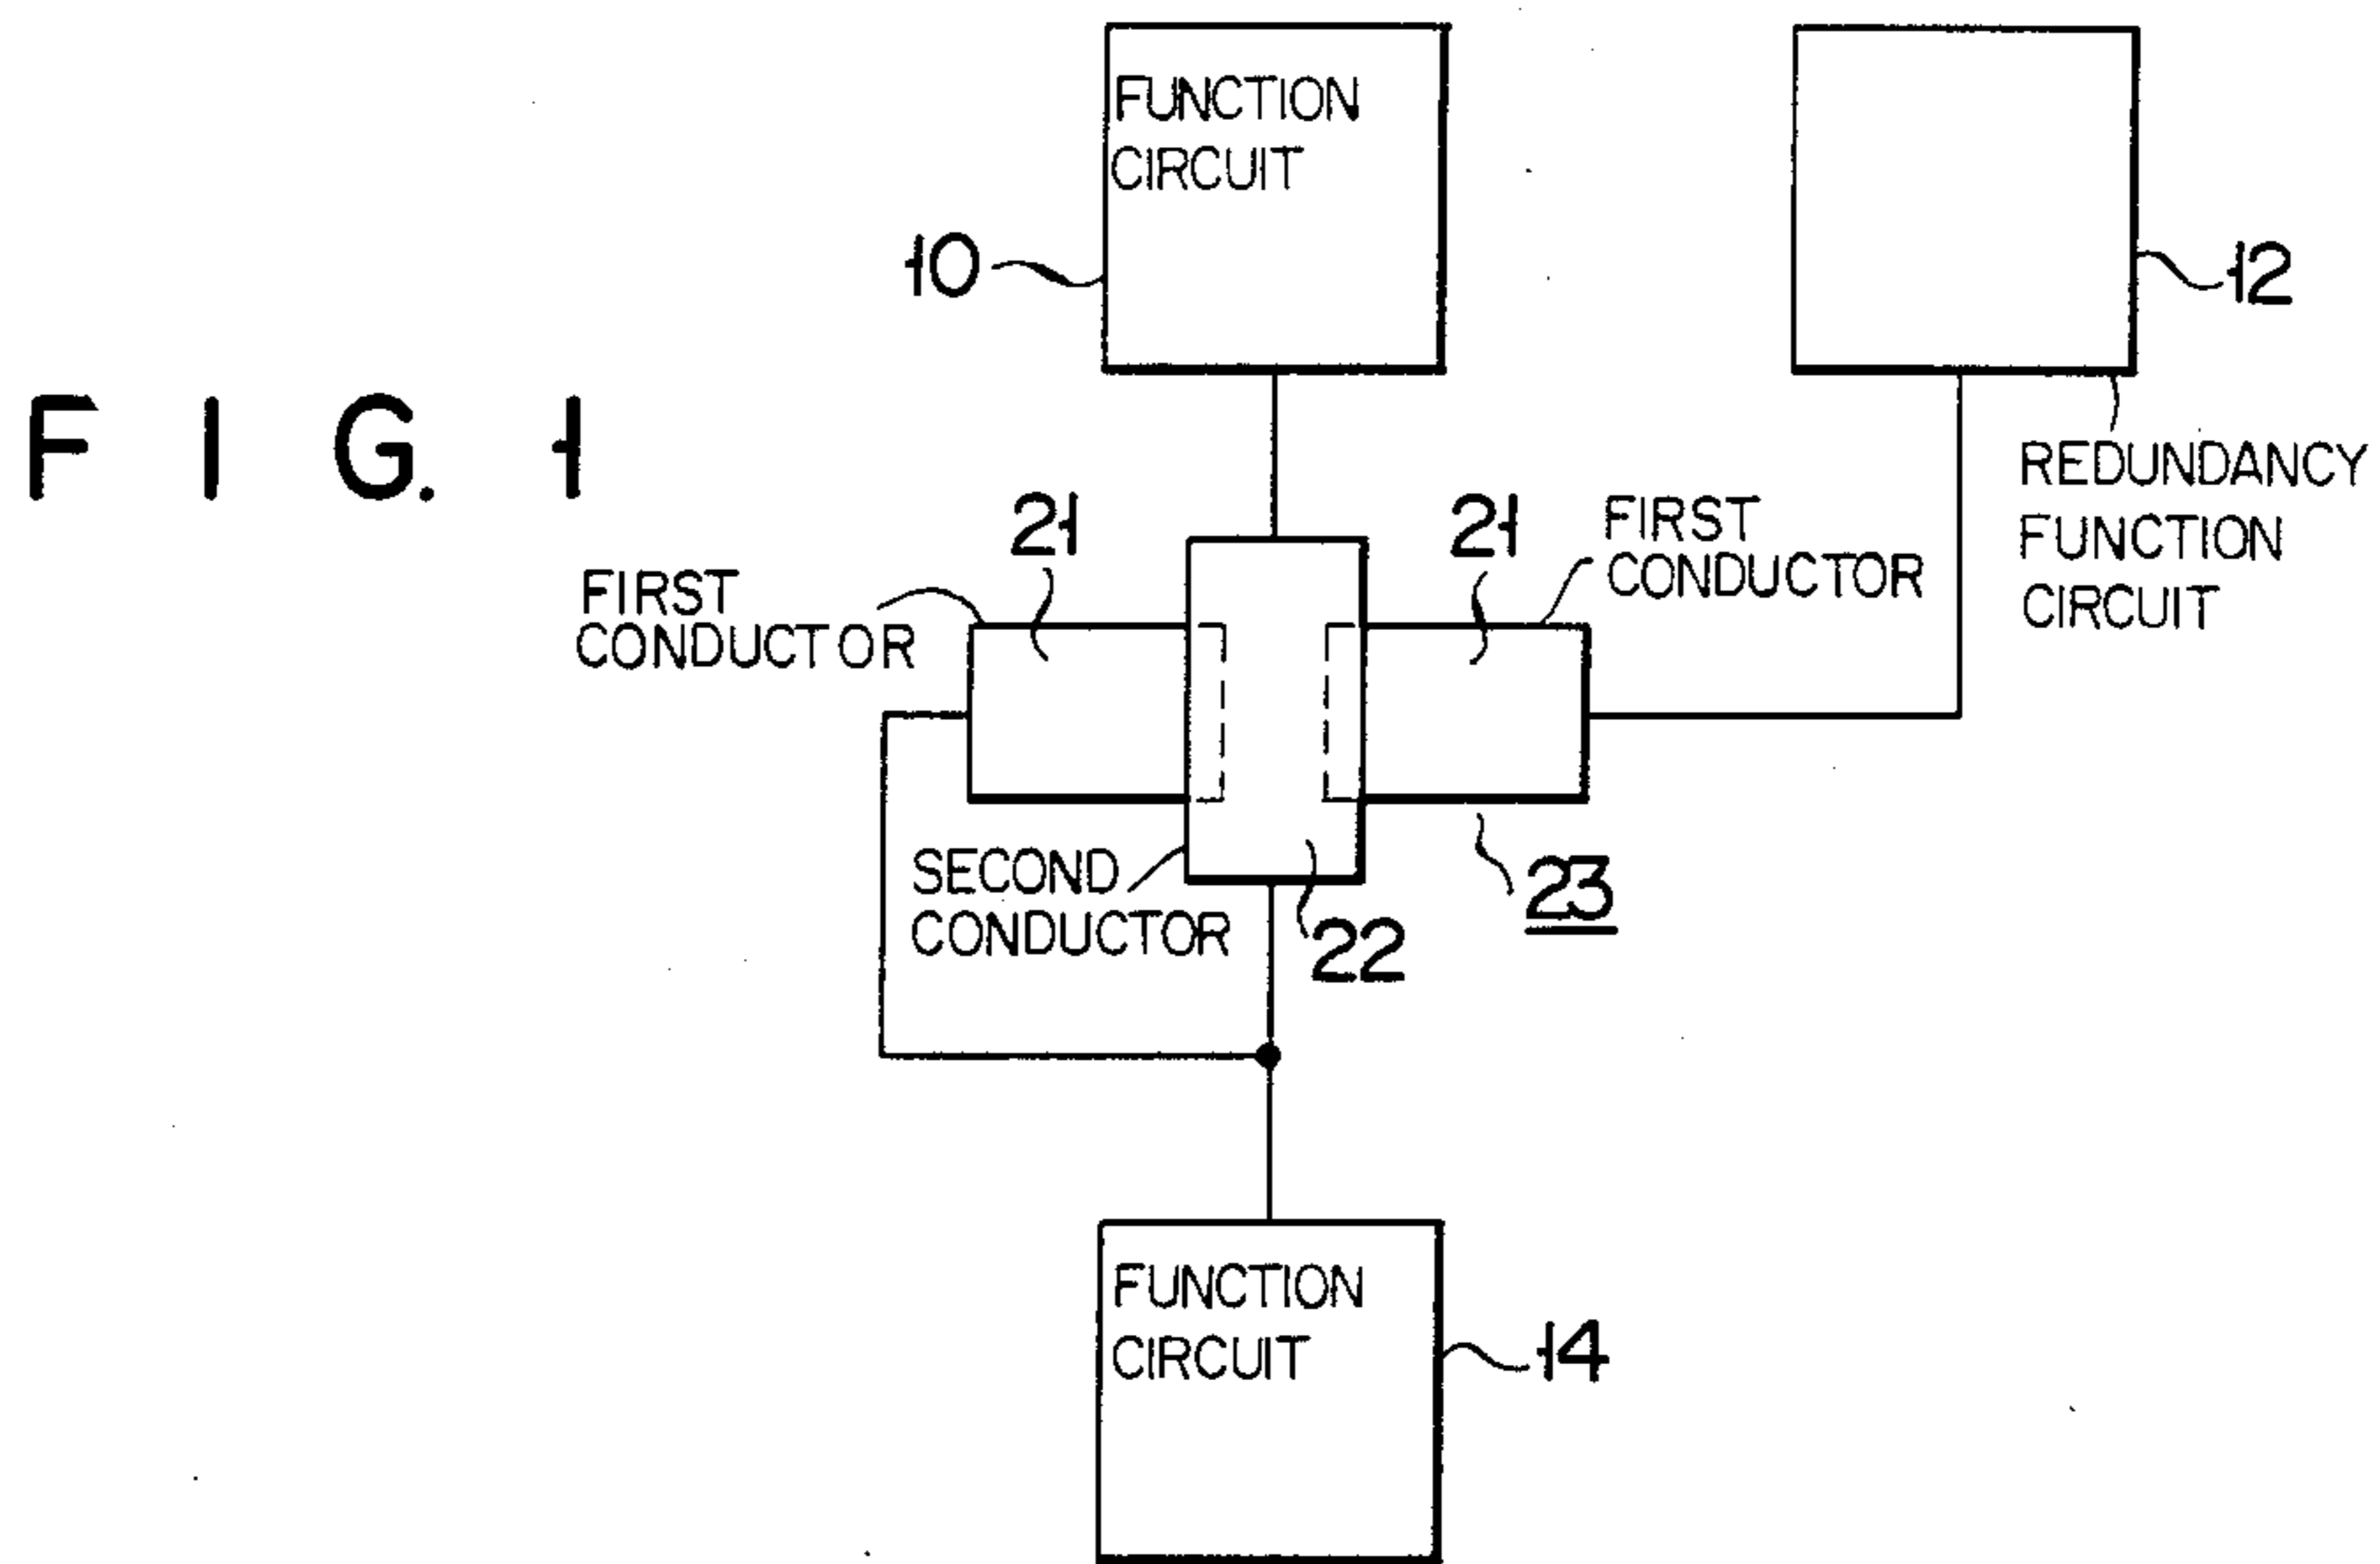 FUNCTION
CIRCUIT
10
12
F I G. 1
REDUNDANCY
FUNCTION
CIRCUIT
21
21
FIRST
CONDUCTOR
FIRST
CONDUCTOR
SECOND
CONDUCTOR
22
23
FUNCTION
CIRCUIT
14